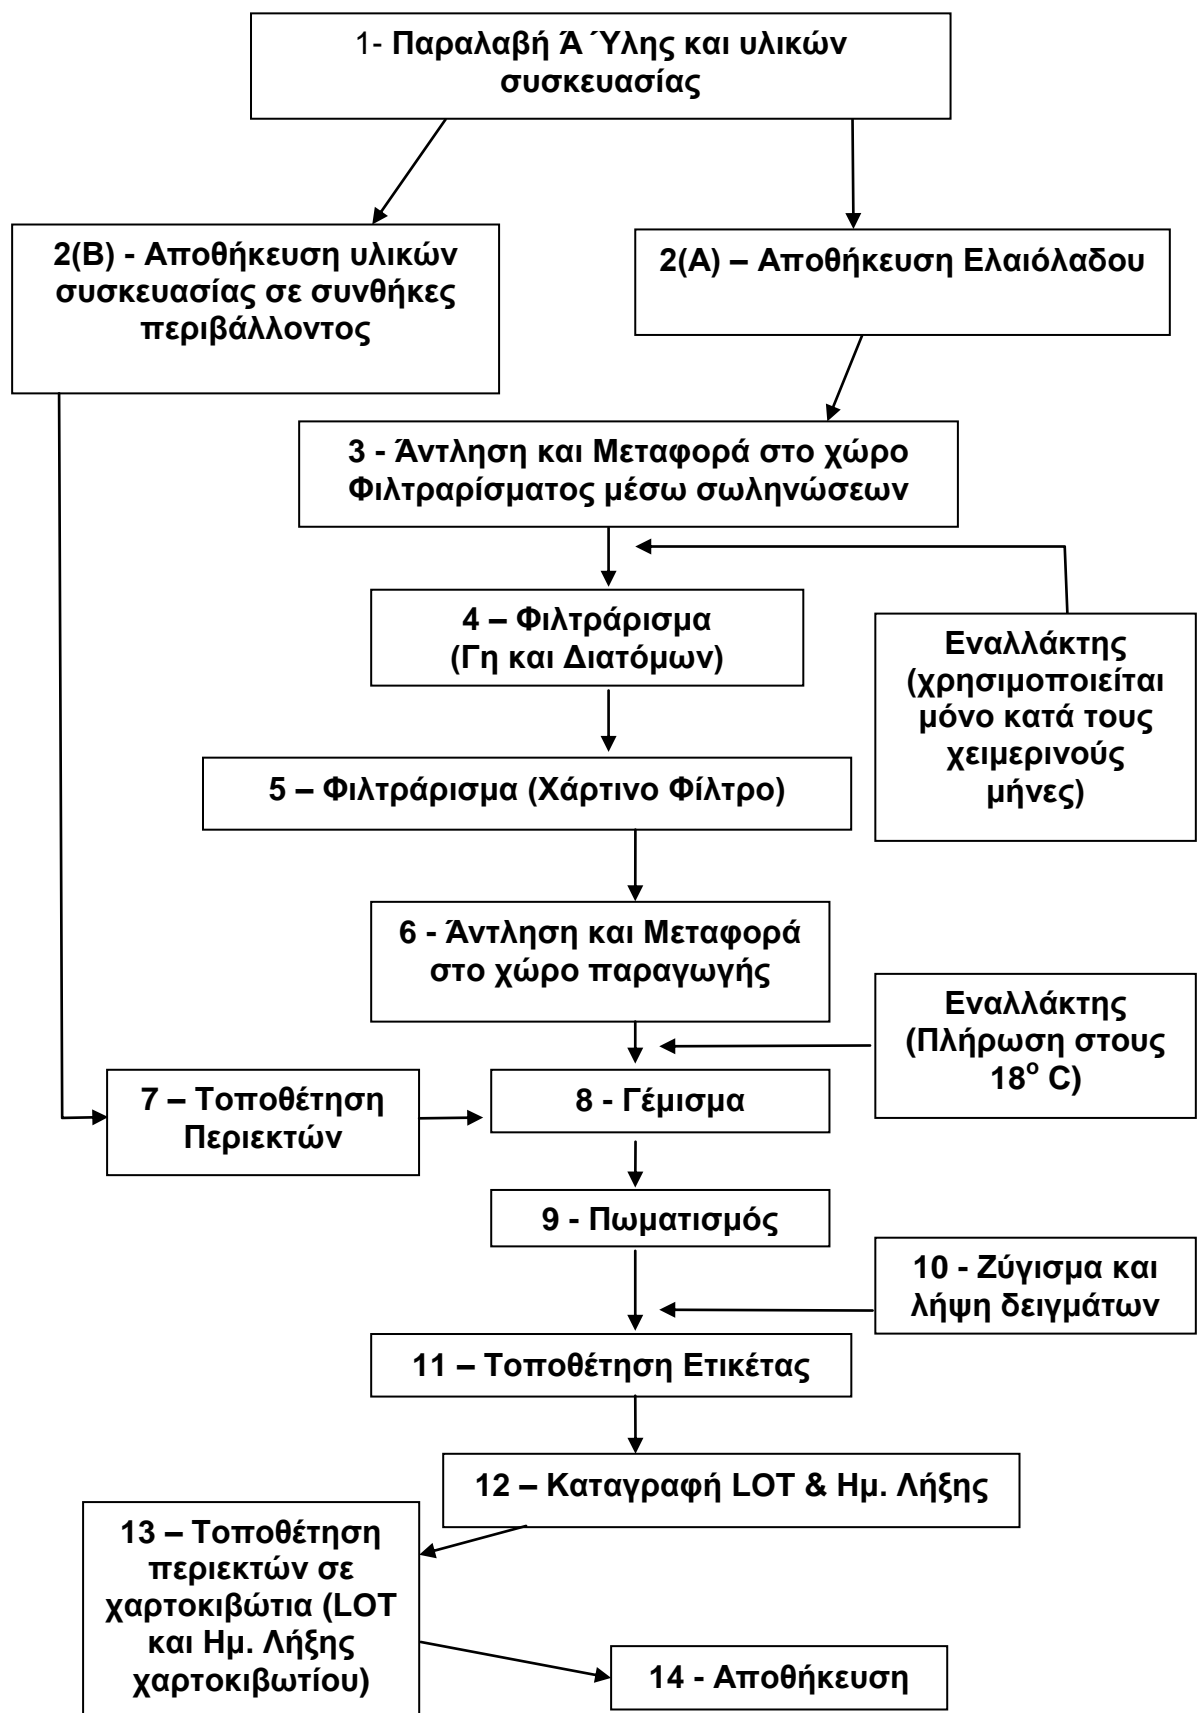 1- Παραλαβή Ά Ύλης και υλικών
συσκευασίας
2(Β) - Αποθήκευση υλικών
συσκευασίας σε συνθήκες
περιβάλλοντος
2(Α) – Αποθήκευση Ελαιόλαδου
3 - Άντληση και Μεταφορά στο χώρο
Φιλτραρίσματος μέσω σωληνώσεων
4 – Φιλτράρισμα
(Γη και Διατόμων)
Εναλλάκτης
(χρησιμοποιείται
μόνο κατά τους
χειμερινούς
μήνες)
5 – Φιλτράρισμα (Χάρτινο Φίλτρο)
6 - Άντληση και Μεταφορά
στο χώρο παραγωγής
Εναλλάκτης
(Πλήρωση στους
18° C)
7 – Τοποθέτηση
Περιεκτών
8 - Γέμισμα
9 - Πωματισμός
10 - Ζύγισμα και
λήψη δειγμάτων
11 – Τοποθέτηση Ετικέτας
12 – Καταγραφή LOT & Ημ. Λήξης
13 – Τοποθέτηση
περιεκτών σε
χαρτοκιβώτια (LOT
και Ημ. Λήξης
χαρτοκιβωτίου)
14 - Αποθήκευση